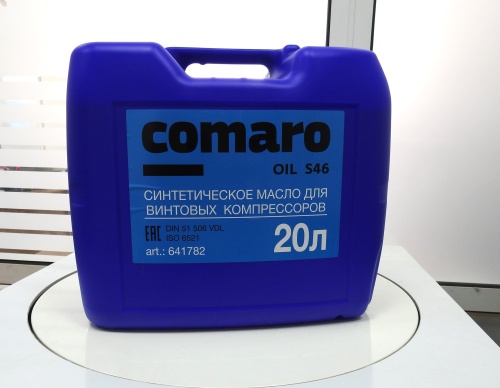 comaro
OIL S46
СИНТЕТИЧЕСКОЕ МАСЛО ДЛЯ
ВИНТОВЫХ КОМПРЕССОРОВ
EAC DIN 51 506 VDL
ISO 6521
art.: 641782
20л